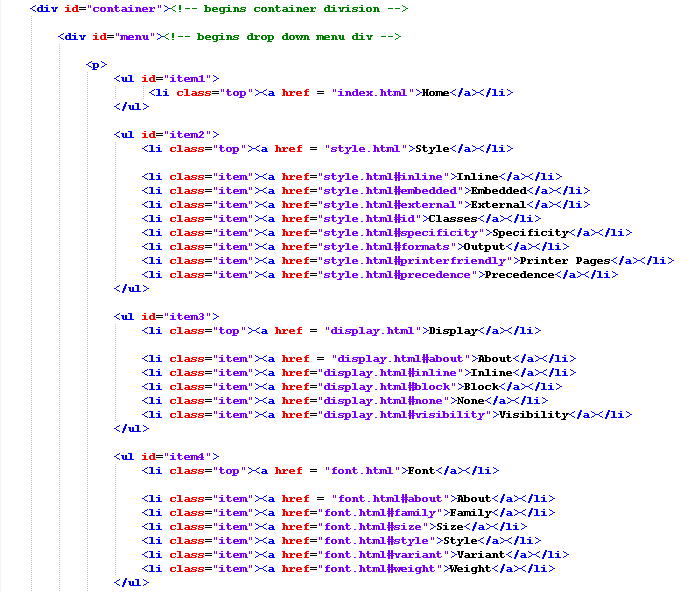 <div id="container"><!-- begins container division -->
<div id="menu"><!-- begins drop down menu div -->
<p>
<ul id="item1">
<li class="top"><a href = "index.html">Home</a></li>
</ul>
<ul id="item2">
<li class="top"><a href = "style.html">Style</a></li>
<li class="item"><a href="style.html#inline">Inline</a></li>
<li class="item"><a href="style.html#embedded">Embedded</a></li>
<li class="item"><a href="style.html#external">External</a></li>
<li class="item"><a href="style.html#id">Classes</a></li>
<li class="item"><a href="style.html#specificity">Specificity</a></li>
<li class="item"><a href="style.html#formats">Output</a></li>
<li class="item"><a href="style.html#printerfriendly">Printer Pages</a></li>
<li class="item"><a href="style.html#precedence">Precedence</a></li>
</ul>
<ul id="item3">
<li class="top"><a href = "display.html">Display</a></li>
<li class="item"><a href = "display.html#about">About</a></li>
<li class="item"><a href="display.html#inline">Inline</a></li>
<li class="item"><a href="display.html#block">Block</a></li>
<li class="item"><a href="display.html#none">None</a></li>
<li class="item"><a href="display.html#visibility">Visibility</a></li>
</ul>
<ul id="item4">
<li class="top"><a href = "font.html">Font</a></li>
<li class="item"><a href = "font.html#about">About</a></li>
<li class="item"><a href="font.html#family">Family</a></li>
<li class="item"><a href="font.html#size">Size</a></li>
<li class="item"><a href="font.html#style">Style</a></li>
<li class="item"><a href="font.html#variant">Variant</a></li>
<li class="item"><a href="font.html#weight">Weight</a></li>
</ul>